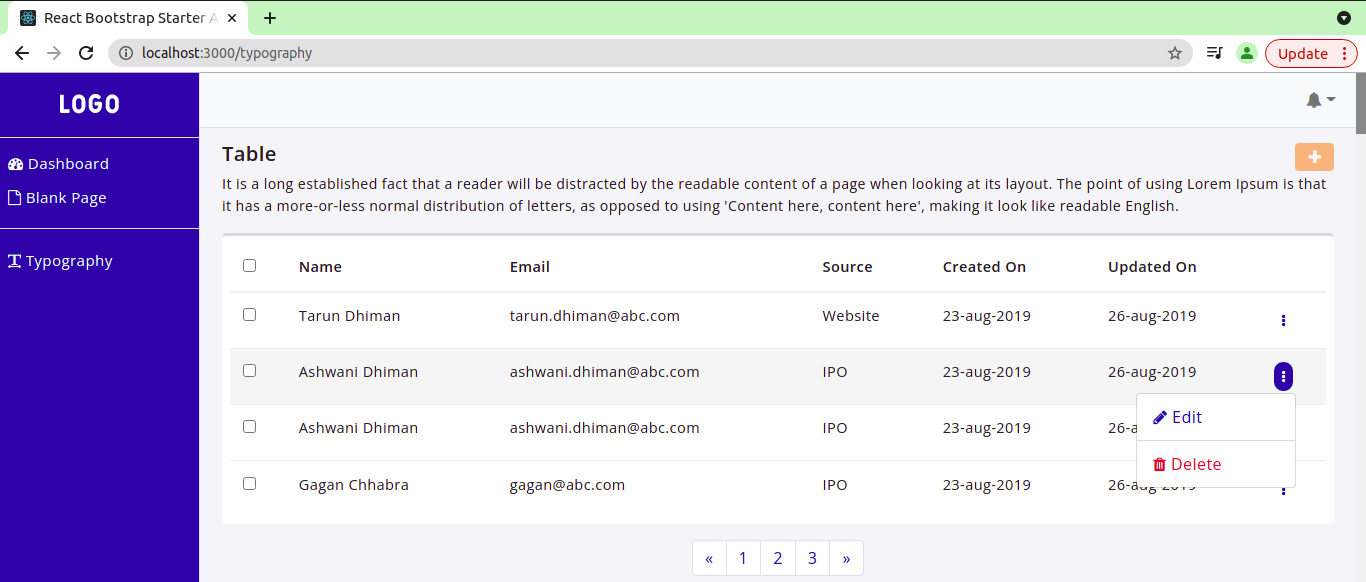 React Bootstrap Starter A
localhost:3000/typography
Update
LOGO
Dashboard
Blank Page
Typography
Table
It is a long established fact that a reader will be distracted by the readable content of a page when looking at its layout. The point of using Lorem Ipsum is that
it has a more-or-less normal distribution of letters, as opposed to using 'Content here, content here', making it look like readable English.
Name Email Source Created On Updated On
Tarun Dhiman tarun.dhiman@abc.com Website 23-aug-2019 26-aug-2019
Ashwani Dhiman ashwani.dhiman@abc.com IPO 23-aug-2019 26-aug-2019
Edit
Ashwani Dhiman ashwani.dhiman@abc.com IPO 23-aug-2019 26-a
Delete
Gagan Chhabra gagan@abc.com IPO 23-aug-2019 26-aug-2019
« 1 2 3 »